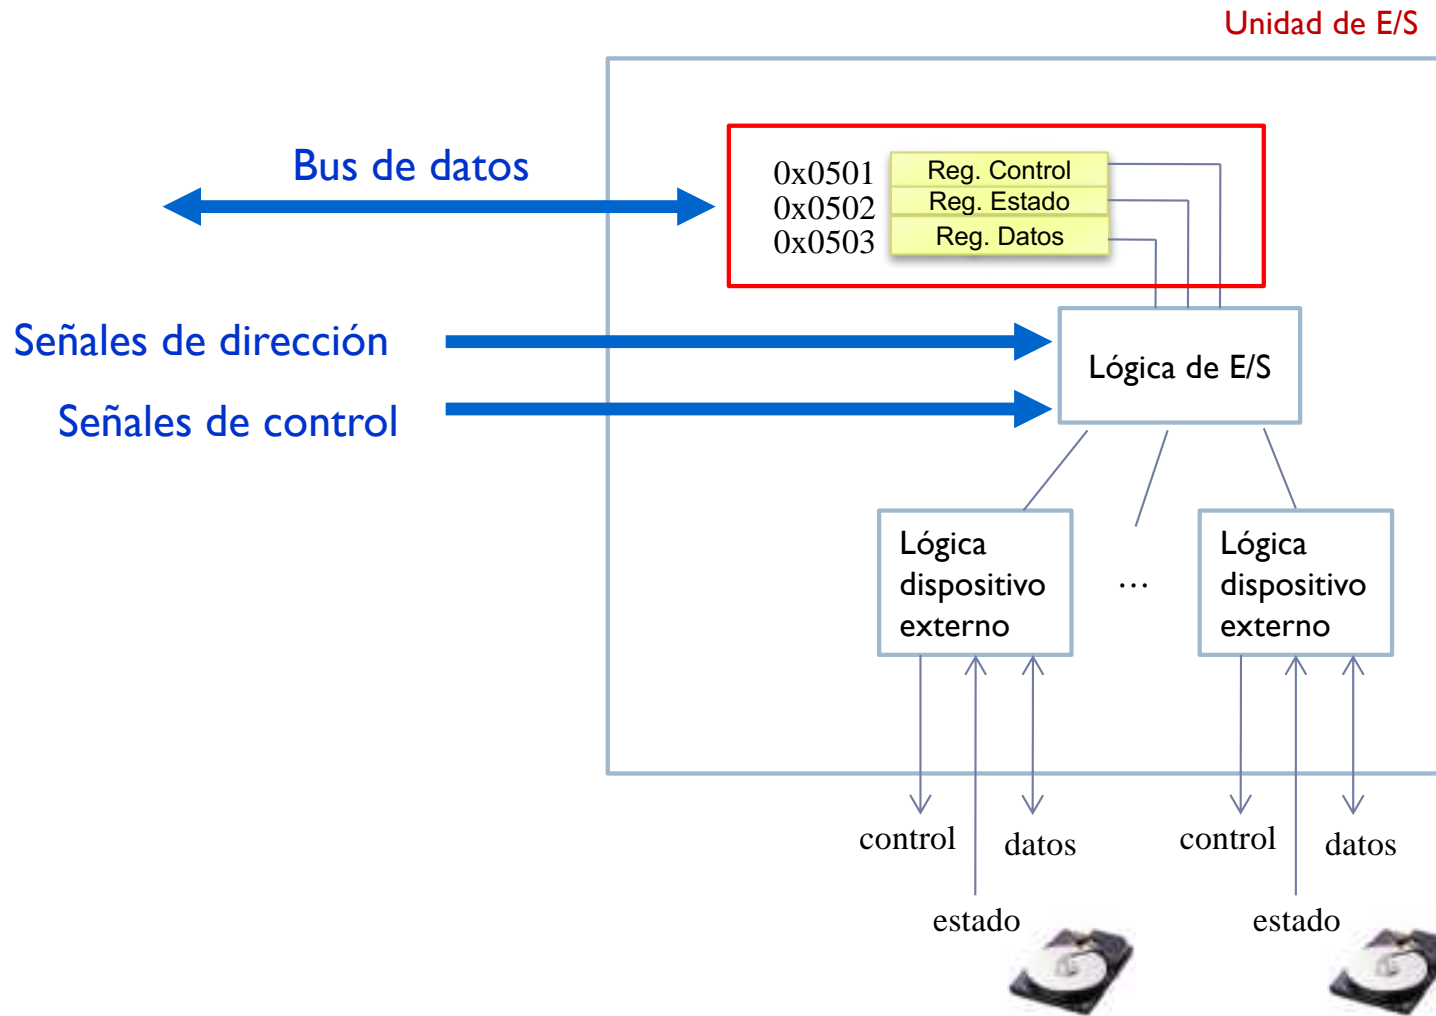 Unidad de E/S
Bus de datos
0x0501 Reg. Control
0x0502 Reg. Estado
0x0503 Reg. Datos
Señales de dirección
Lógica de E/S
Señales de control
Lógica
dispositivo
externo
...
Lógica
dispositivo
externo
control
datos
control
datos
estado
estado